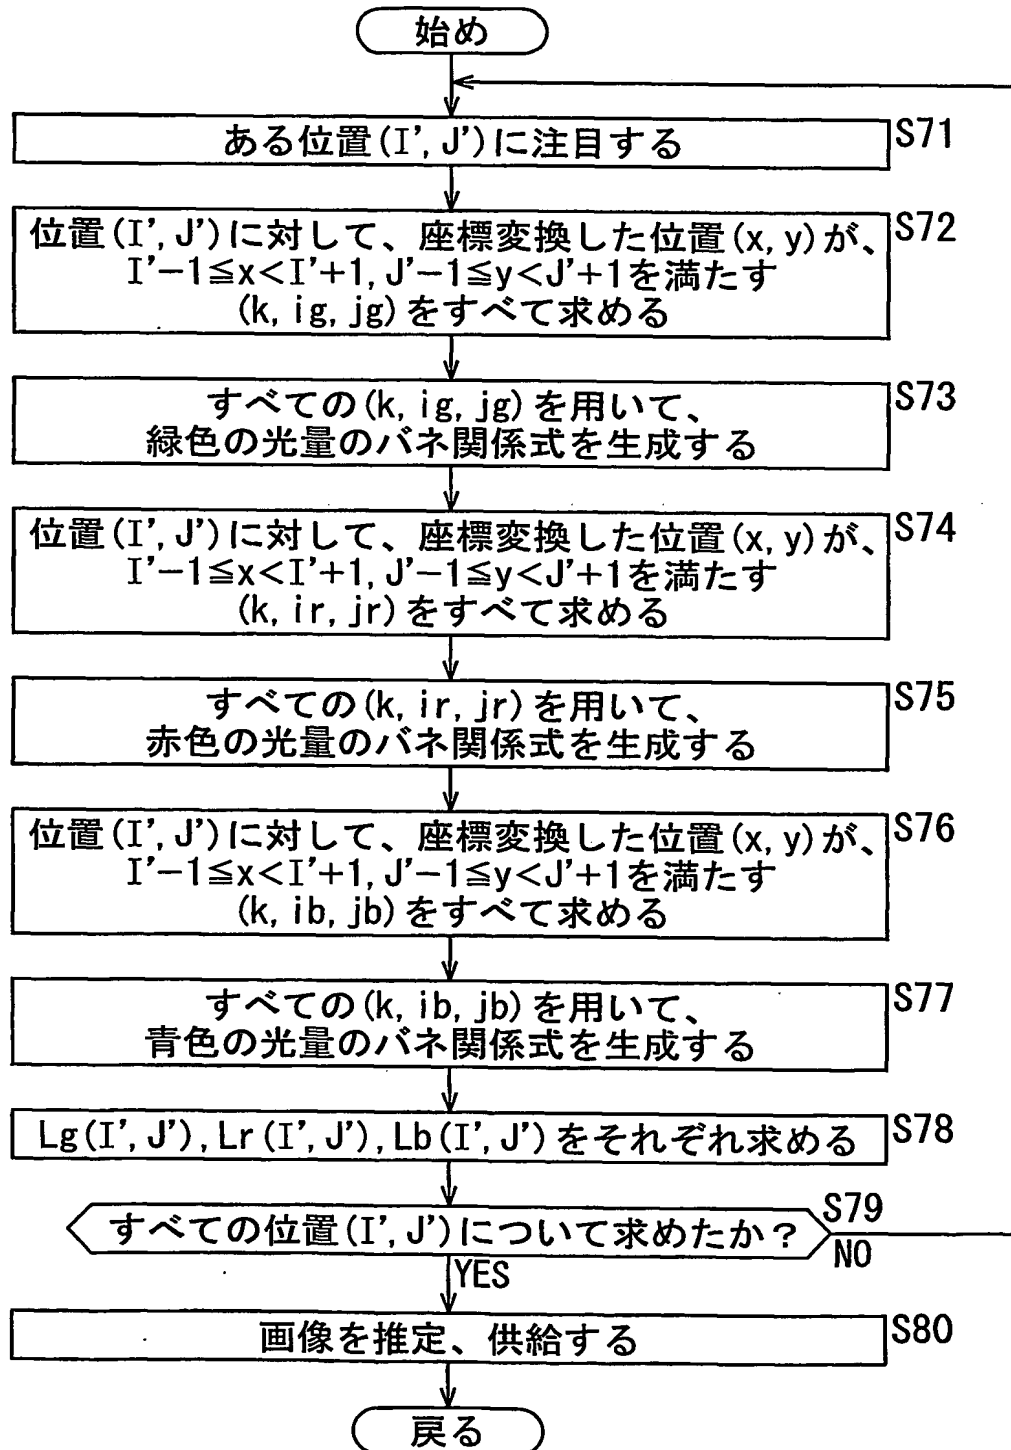 始め
ある位置(I', J')に注目する
S71
位置(I', J')に対して、座標変換した位置(x, y)が、
I'−1≦x<I'+1, J'−1≦y<J'+1を満たす
(k, ig, jg)をすべて求める
S72
すべての(k, ig, jg)を用いて、
緑色の光量のバネ関係式を生成する
S73
位置(I', J')に対して、座標変換した位置(x, y)が、
I'−1≦x<I'+1, J'−1≦y<J'+1を満たす
(k, ir, jr)をすべて求める
S74
すべての(k, ir, jr)を用いて、
赤色の光量のバネ関係式を生成する
S75
位置(I', J')に対して、座標変換した位置(x, y)が、
I'−1≦x<I'+1, J'−1≦y<J'+1を満たす
(k, ib, jb)をすべて求める
S76
すべての(k, ib, jb)を用いて、
青色の光量のバネ関係式を生成する
S77
Lg(I', J'), Lr(I', J'), Lb(I', J')をそれぞれ求める
S78
すべての位置(I', J')について求めたか?
S79
NO
YES
画像を推定、供給する
S80
戻る